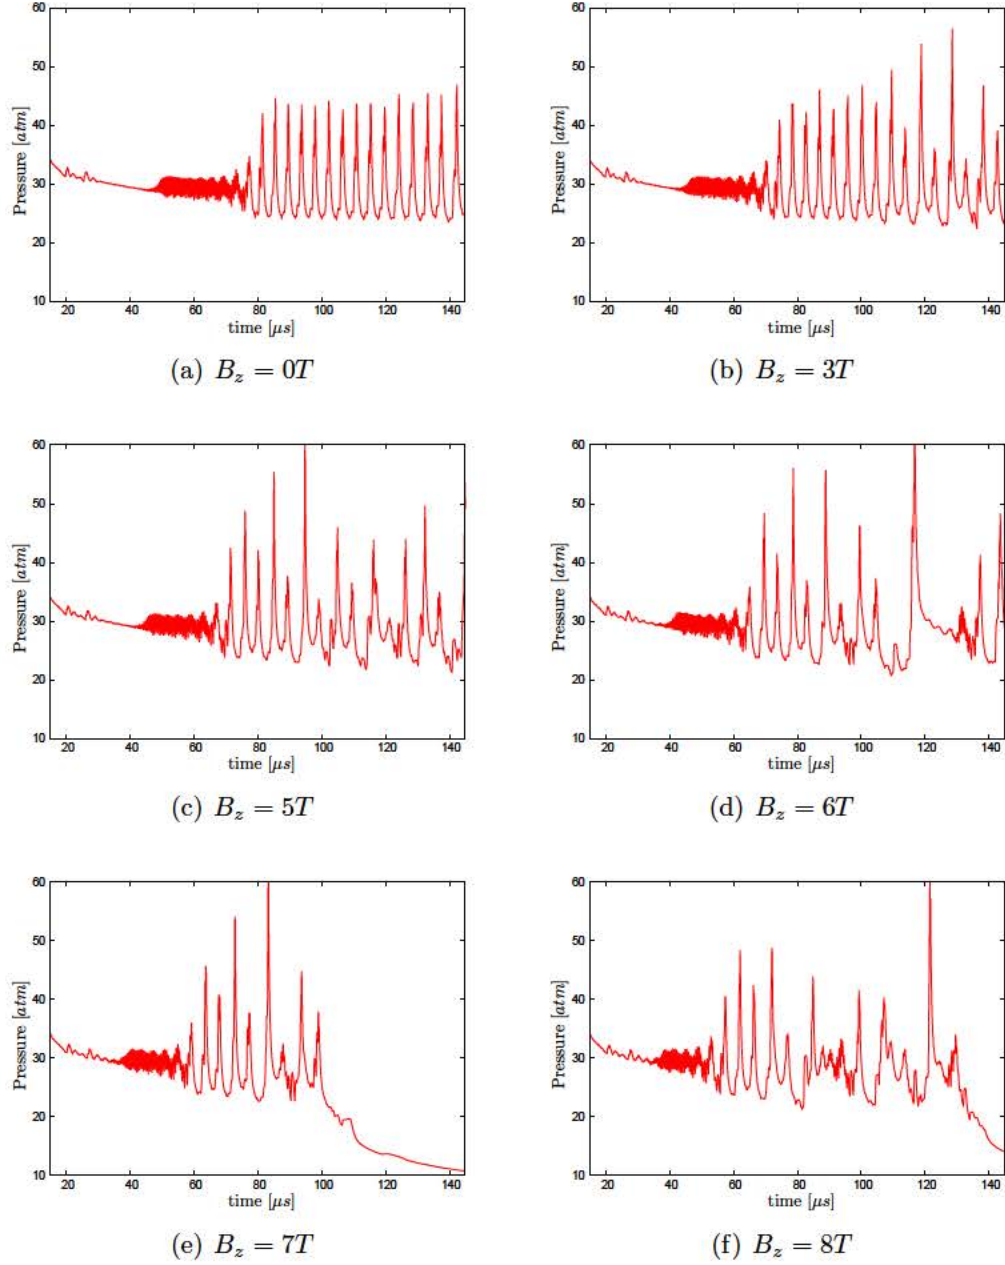 60
50
40
30
20
10
Pressure [atm]
20 40 60 80 100 120 140
time [μs]
(a) B_z = 0T
60
50
40
30
20
10
Pressure [atm]
20 40 60 80 100 120 140
time [μs]
(b) B_z = 3T
60
50
40
30
20
10
Pressure [atm]
20 40 60 80 100 120 140
time [μs]
(c) B_z = 5T
60
50
40
30
20
10
Pressure [atm]
20 40 60 80 100 120 140
time [μs]
(d) B_z = 6T
60
50
40
30
20
10
Pressure [atm]
20 40 60 80 100 120 140
time [μs]
(e) B_z = 7T
60
50
40
30
20
10
Pressure [atm]
20 40 60 80 100 120 140
time [μs]
(f) B_z = 8T